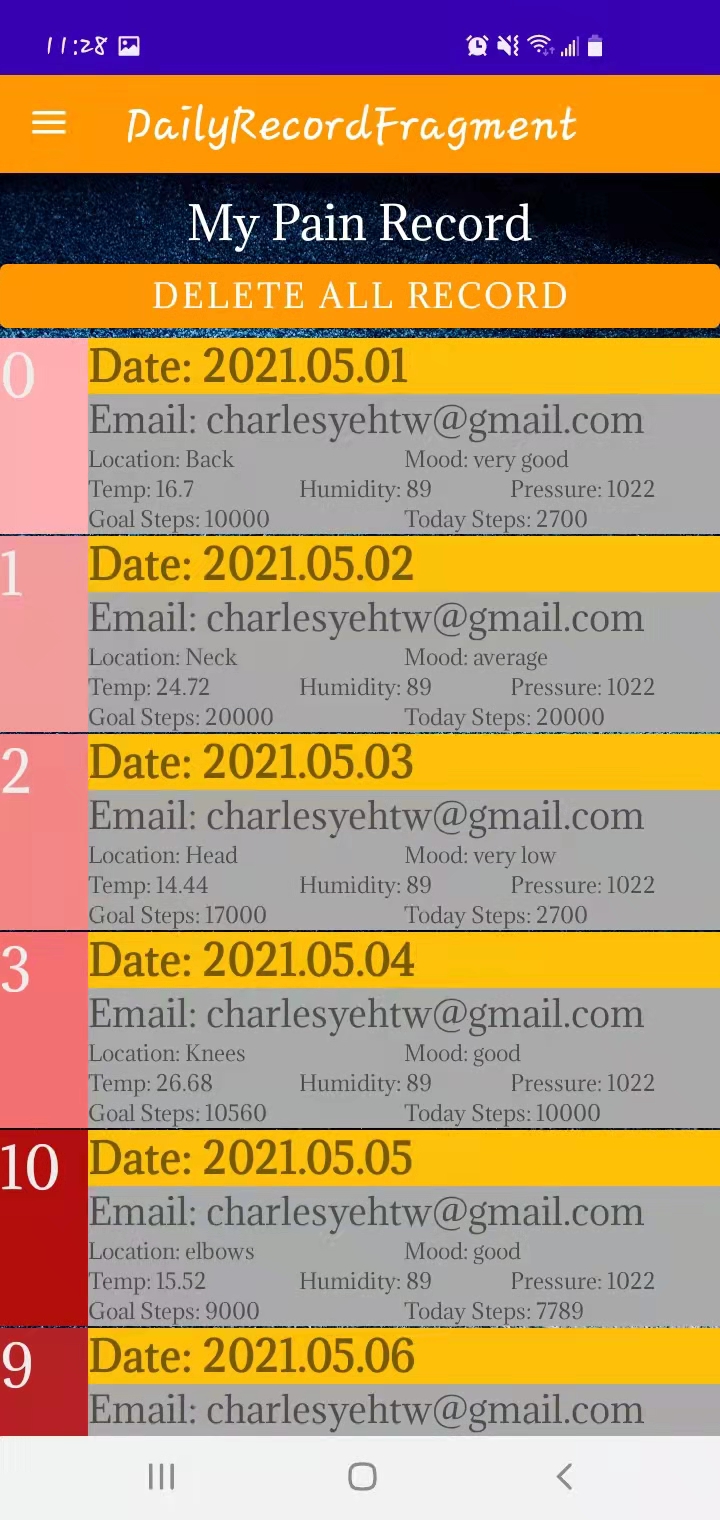 11:28
DailyRecordFragment
My Pain Record
DELETE ALL RECORD
0
Date: 2021.05.01
Email: charlesyehtw@gmail.com
Location: Back Mood: very good
Temp: 16.7 Humidity: 89 Pressure: 1022
Goal Steps: 10000 Today Steps: 2700
1
Date: 2021.05.02
Email: charlesyehtw@gmail.com
Location: Neck Mood: average
Temp: 24.72 Humidity: 89 Pressure: 1022
Goal Steps: 20000 Today Steps: 20000
2
Date: 2021.05.03
Email: charlesyehtw@gmail.com
Location: Head Mood: very low
Temp: 14.44 Humidity: 89 Pressure: 1022
Goal Steps: 17000 Today Steps: 2700
3
Date: 2021.05.04
Email: charlesyehtw@gmail.com
Location: Knees Mood: good
Temp: 26.68 Humidity: 89 Pressure: 1022
Goal Steps: 10560 Today Steps: 10000
10
Date: 2021.05.05
Email: charlesyehtw@gmail.com
Location: elbows Mood: good
Temp: 15.52 Humidity: 89 Pressure: 1022
Goal Steps: 9000 Today Steps: 7789
9
Date: 2021.05.06
Email: charlesyehtw@gmail.com